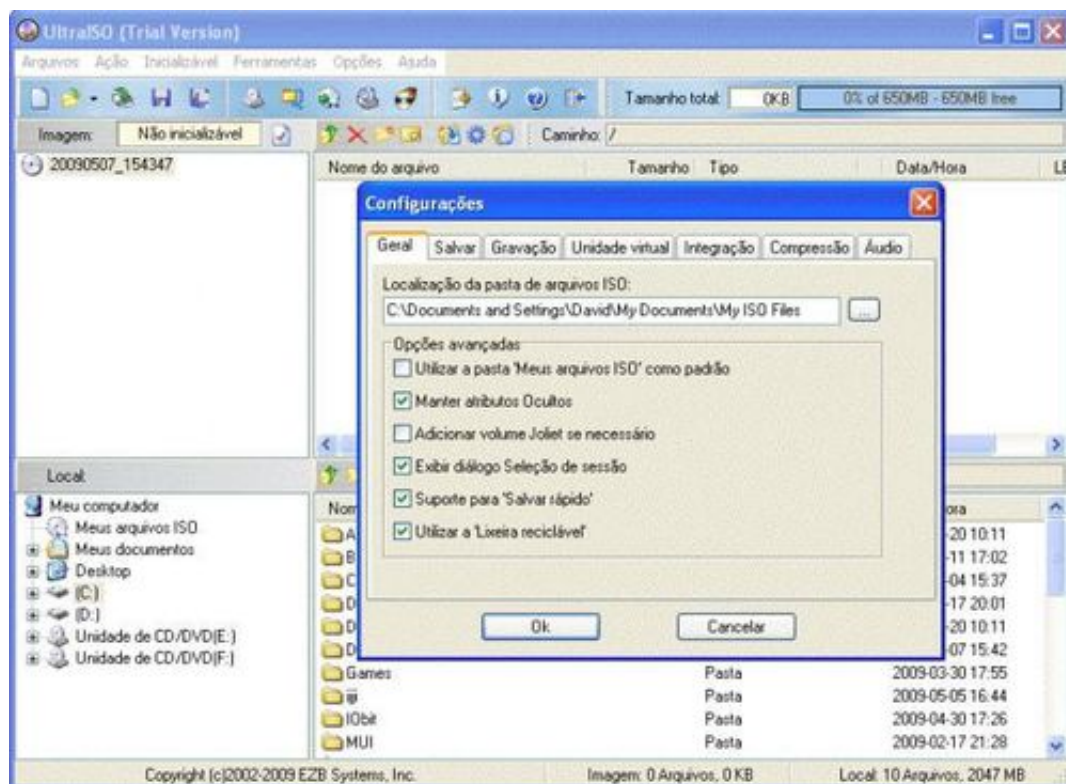 UltraISO (Trial Version)
Arquivos Ação Inicializável Ferramentas Opções Ajuda
Tamanho total: 0KB 0% of 650MB - 650MB free
Imagem: Não inicializável Caminho: /
20090507_154347
Nome do arquivo Tamanho Tipo Data/Hora
Configurações
Geral Salvar Gravação Unidade virtual Integração Compressão Áudio
Localização da pasta de arquivos ISO:
C:\Documents and Settings\David\My Documents\My ISO Files ...
Opções avançadas
Utilizar a pasta 'Meus arquivos ISO' como padrão
Manter atributos Ocultos
Adicionar volume Joliet se necessário
Exibir diálogo Seleção de sessão
Suporte para 'Salvar rápido'
Utilizar a 'Lixeira reciclável'
Ok Cancelar
Local:
Meu computador
Meus arquivos ISO
Meus documentos
Desktop
(C:)
(D:)
Unidade de CD/DVD(E:)
Unidade de CD/DVD(F:)
Nom ora
A -20 10:11
B -11 17:02
C -04 15:37
D -17 20:01
D -20 10:11
D -07 15:42
Games Pasta 2009-03-30 17:55
Pasta 2009-05-05 16:44
IObit Pasta 2009-04-30 17:26
MUI Pasta 2009-02-17 21:28
Copyright (c)2002-2009 EZB Systems, Inc. Imagem: 0 Arquivos, 0 KB Local: 10 Arquivos, 2047 MB